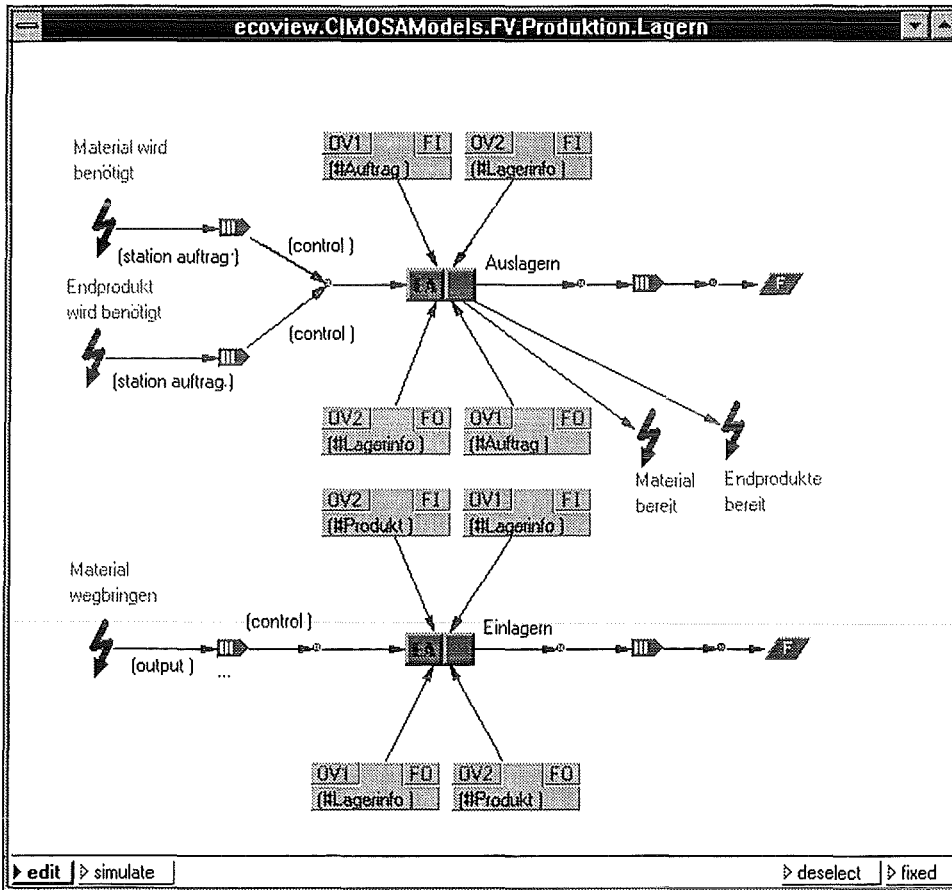 ecoview.CIMOSAModels.FV.Produktion.Lagern
Material wird
benötigt
OV1 FI
(#Auftrag )
OV2 FI
(#Lagerinfo )
(station auftrag.)
(control )
Auslagern
F
Endprodukt
wird benötigt
(control )
(station auftrag.)
OV2 FO
(#Lagerinfo )
OV1 FO
(#Auftrag )
Material
bereit
Endprodukte
bereit
OV2 FI
(#Produkt )
OV1 FI
(#Lagerinfo )
Material
wegbringen
(control )
Einlagern
F
(output )
...
OV1 FO
(#Lagerinfo )
OV2 FO
(#Produkt )
edit
simulate
deselect
fixed